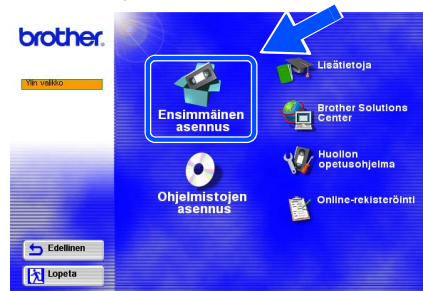 brother.
Ylin valikko
Ensimmäinen
asennus
Ohjelmistojen
asennus
Lisätietoja
Brother Solutions
Center
Huollon
opetusohjelma
Online-rekisteröinti
Edellinen
Lopeta